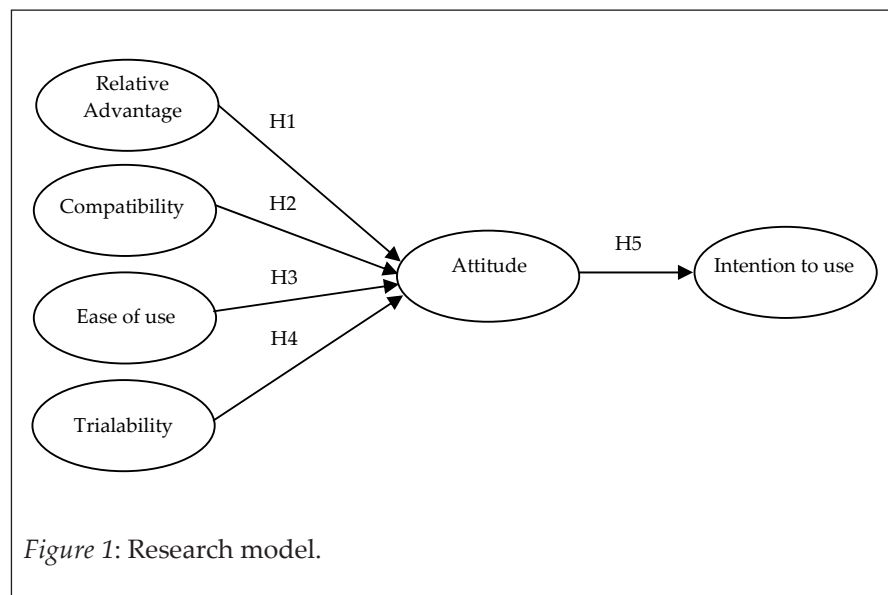 Relative
Advantage
H1
Compatibility
H2
Ease of use
H3
H4
Trialability
Attitude
H5
Intention to use
Figure 1: Research model.